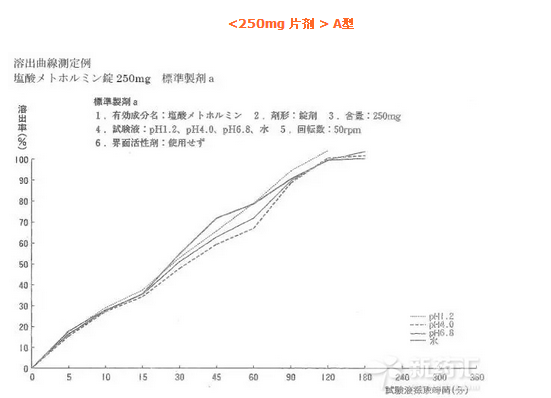 <250mg 片剂 > A型
溶出曲線測定例
塩酸メトホルミン錠 250mg 標準製剤 a
標準製剤 a
1．有効成分名：塩酸メトホルミン 2．剤形：錠剤 3．含量：250mg
4．試験液：pH1.2、pH4.0、pH6.8、水 5．回転数：50rpm
6．界面活性剤：使用せず
溶出率(%)
100
90
80
70
60
50
40
30
20
10
0
0 5 10 15 30 45 60 90 120 180 240 300 360
pH1.2
pH4.0
pH6.8
水
试験液採取時間(分)